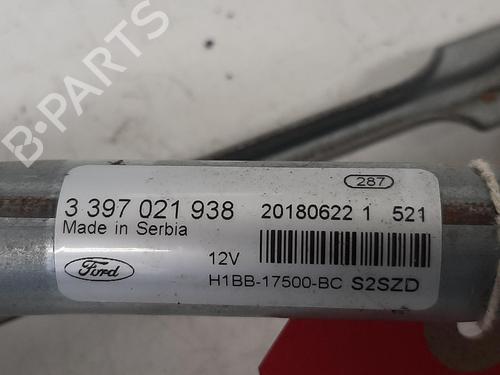 B-PARTS
287
3 397 021 938 20180622 1 521
Made in Serbia
12V
Ford
H1BB-17500-BC S2SZD